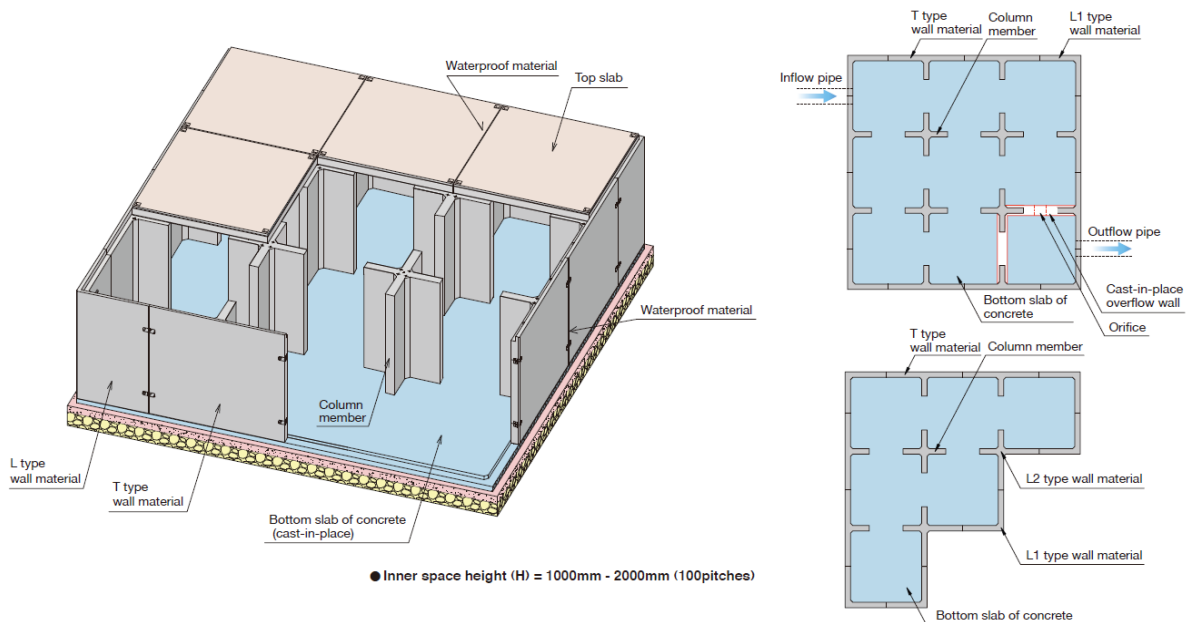 Waterproof material
Top slab
Waterproof material
Column
member
L type
wall material
T type
wall material
Bottom slab of concrete
(cast-in-place)
● Inner space height (H) = 1000mm - 2000mm (100pitches)
T type
wall material
Column
member
L1 type
wall material
Inflow pipe
Outflow pipe
Bottom slab of
concrete
Cast-in-place
overflow wall
Orifice
T type
wall material
Column member
L2 type wall material
L1 type wall material
Bottom slab of concrete